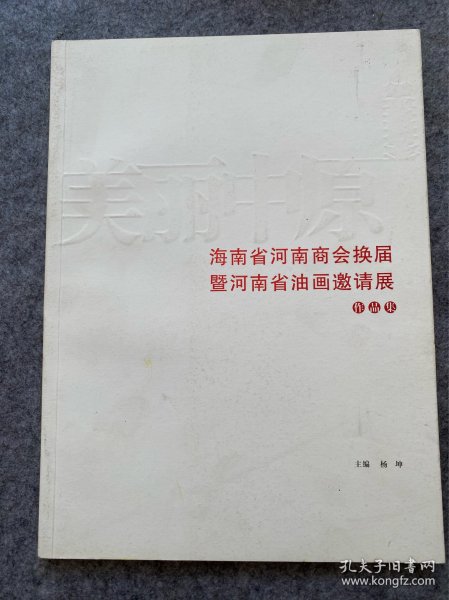 美丽中原
海南省河南商会换届
暨河南省油画邀请展
作品集
主编 杨 坤
孔夫子旧书网
www.kongfz.com